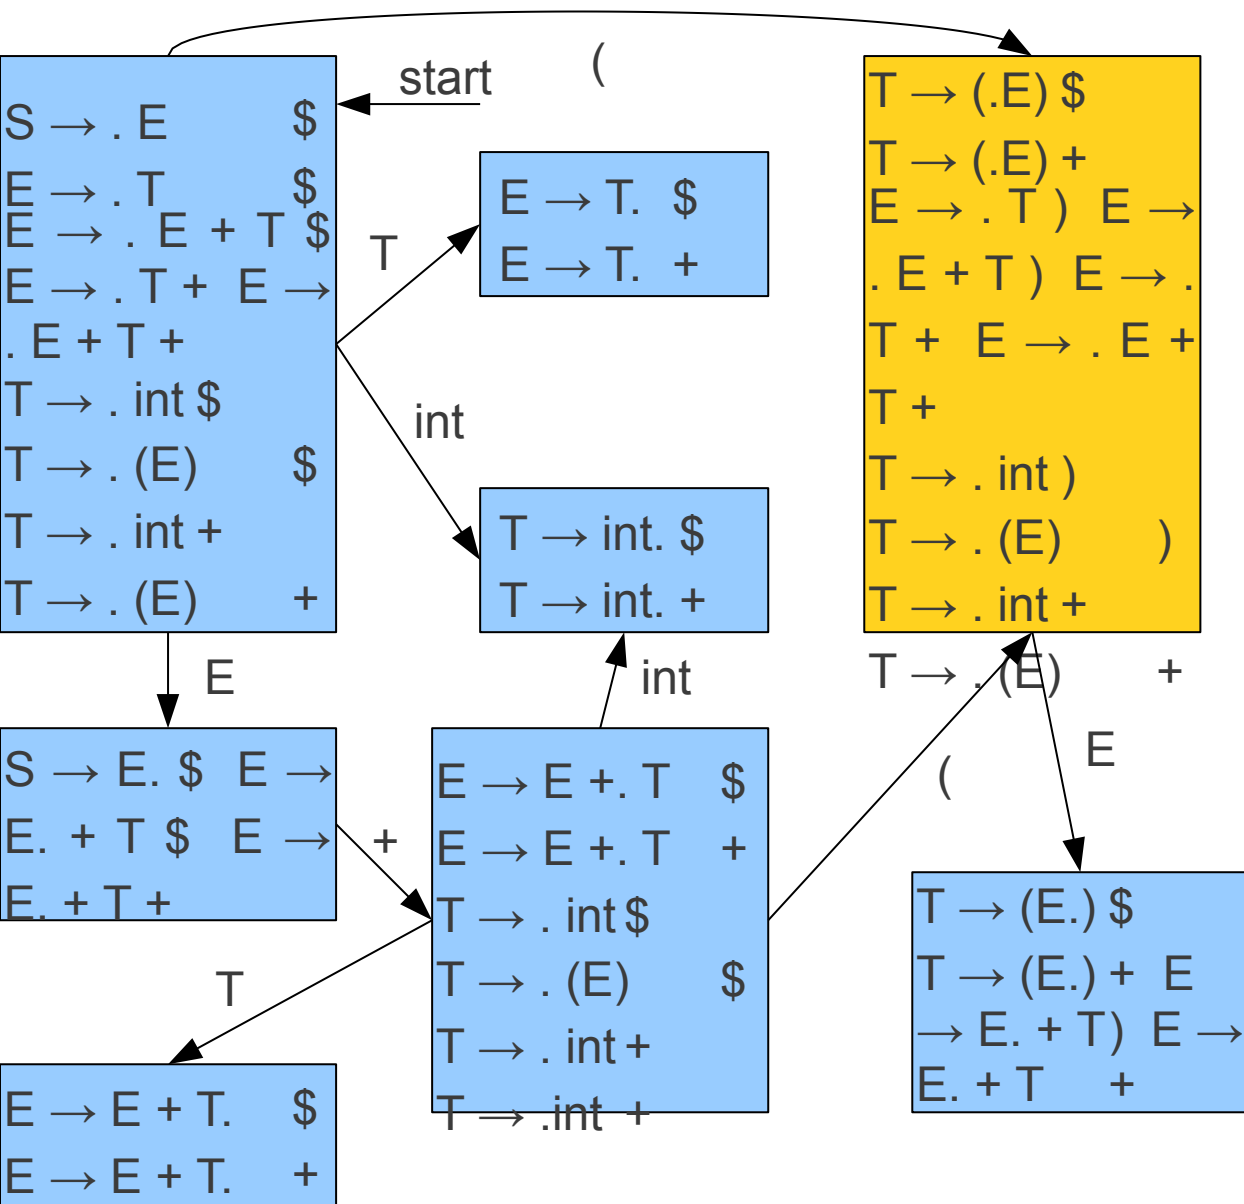 start
(
S → . E $
E → . T $
E → . E + T $
E → . T + E →
. E + T +
T → . int $
T → . (E) $
T → . int +
T → . (E) +
T
E → T. $
E → T. +
int
T → int. $
T → int. +
T → (.E) $
T → (.E) +
E → . T ) E →
. E + T ) E → .
T + E → . E +
T +
T → . int )
T → . (E) )
T → . int +
T → . (E) +
E
int
S → E. $ E →
E. + T $ E →
E. + T +
+
E → E +. T $
E → E +. T +
T → . int $
T → . (E) $
T → . int +
T → .int +
(
E
T → (E.) $
T → (E.) + E
→ E. + T) E →
E. + T +
T
E → E + T. $
E → E + T. +